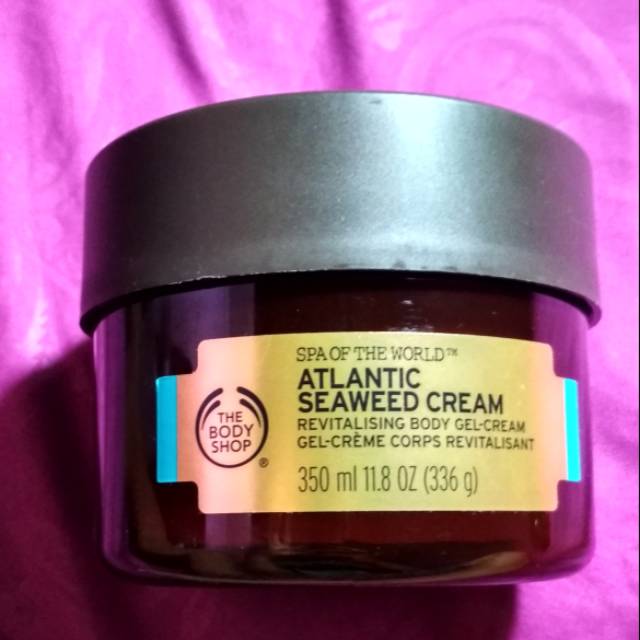 SPA OF THE WORLD™
ATLANTIC
SEAWEED CREAM
REVITALISING BODY GEL-CREAM
GEL-CRÈME CORPS REVITALISANT
350 ml 11.8 OZ (336 g)
THE
BODY
SHOP®